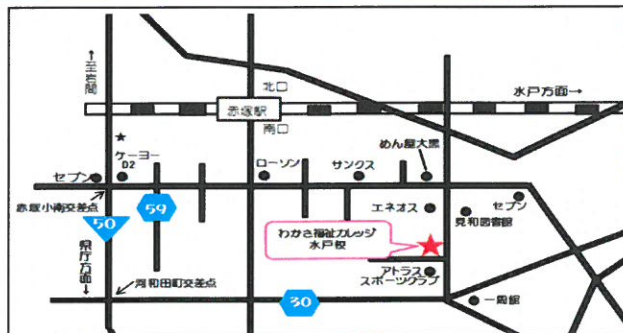 ←至岩間
北口
水戸方面→
赤塚駅
南口
めん屋大黒
ケーヨー
D2
セブン
ローソン
サンクス
赤塚小南交差点
59
エネオス
セブン
見和図書館
50
わかさ福祉カレッジ
水戸校
県庁方面→
アトラス
スポーツクラブ
河和田町交差点
30
一周館